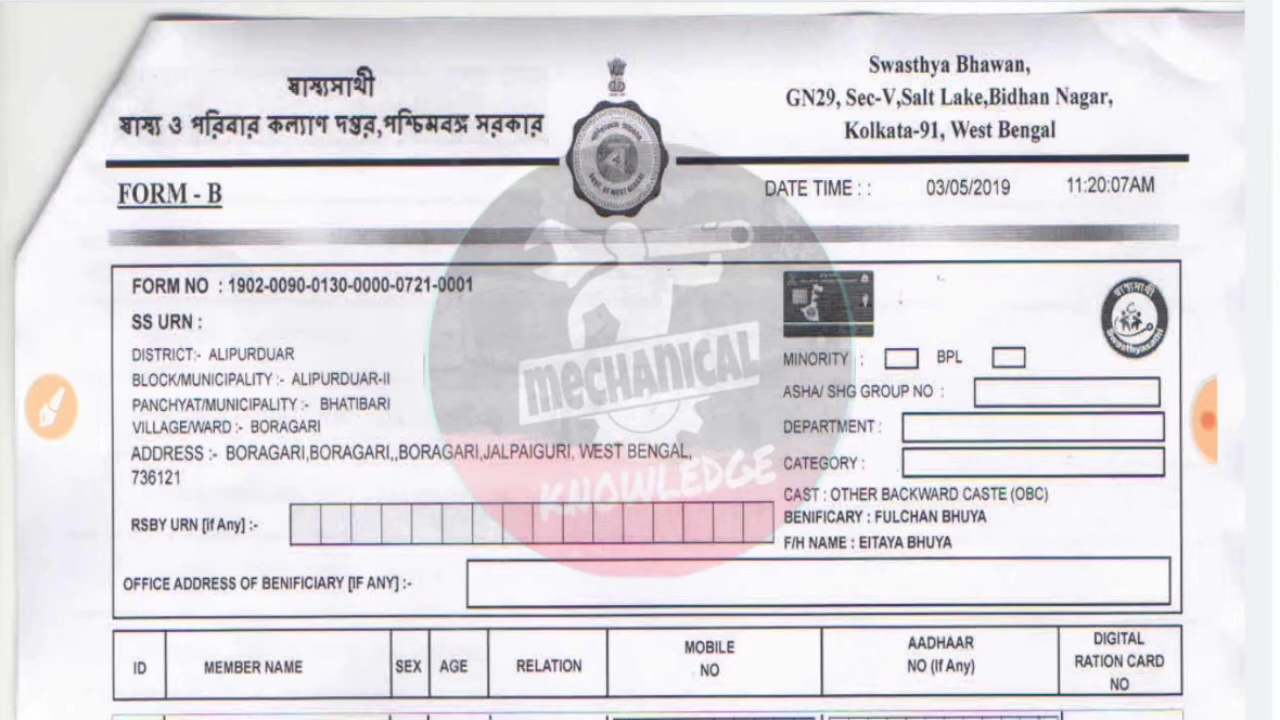 স্বাস্থ্যসাথী
স্বাস্থ্য ও পরিবার কল্যাণ দপ্তর,পশ্চিমবঙ্গ সরকার
Swasthya Bhawan,
GN29, Sec-V,Salt Lake,Bidhan Nagar,
Kolkata-91, West Bengal
FORM - B
DATE TIME : : 03/05/2019 11:20:07AM
FORM NO : 1902-0090-0130-0000-0721-0001
SS URN :
DISTRICT:- ALIPURDUAR
BLOCK/MUNICIPALITY :- ALIPURDUAR-II
PANCHYAT/MUNICIPALITY :- BHATIBARI
VILLAGE/WARD :- BORAGARI
ADDRESS :- BORAGARI,BORAGARI,,BORAGARI,JALPAIGURI, WEST BENGAL,
736121
RSBY URN [if Any] :-
স্বাস্থ্যসাথী
Swasthyasathi
MINORITY : BPL
ASHA/ SHG GROUP NO :
DEPARTMENT :
CATEGORY :
CAST : OTHER BACKWARD CASTE (OBC)
BENIFICARY : FULCHAN BHUYA
F/H NAME : EITAYA BHUYA
OFFICE ADDRESS OF BENIFICIARY [IF ANY] :-
ID MEMBER NAME SEX AGE RELATION MOBILE NO AADHAAR NO (If Any) DIGITAL RATION CARD NO
MECHANICAL
KNOWLEDGE